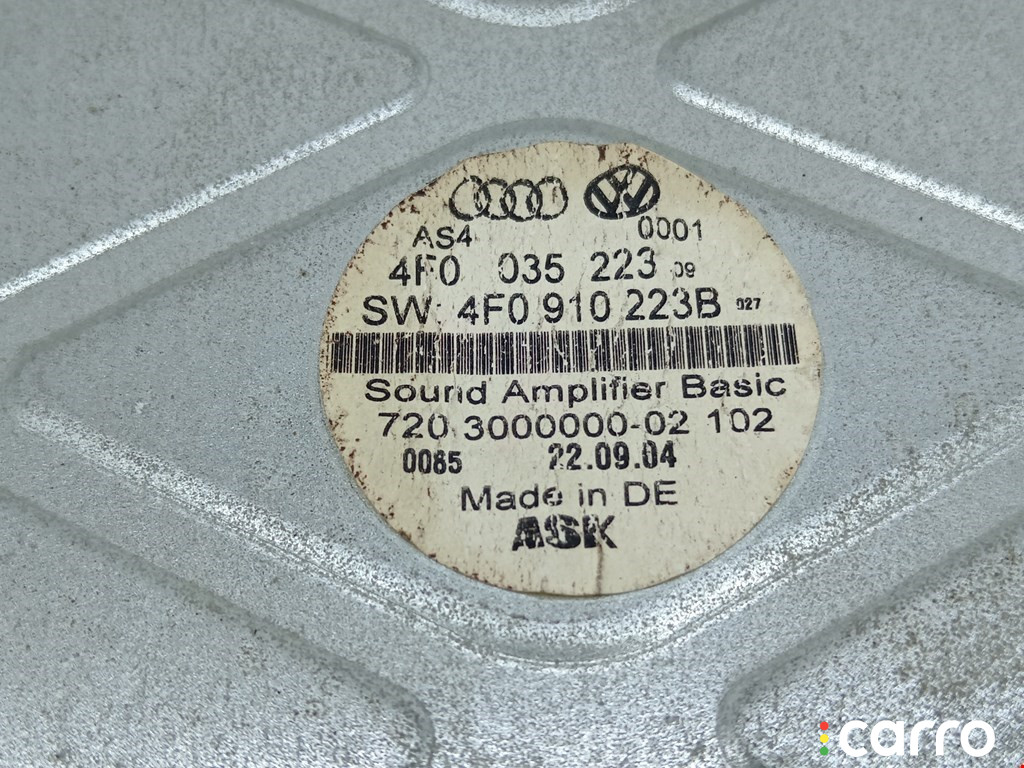 AS4 0001
4F0 035 223 09
SW: 4F0 910 223B 027
Sound Amplifier Basic
720 3000000-02 102
0085 22.09.04
Made in DE
ASK
carro